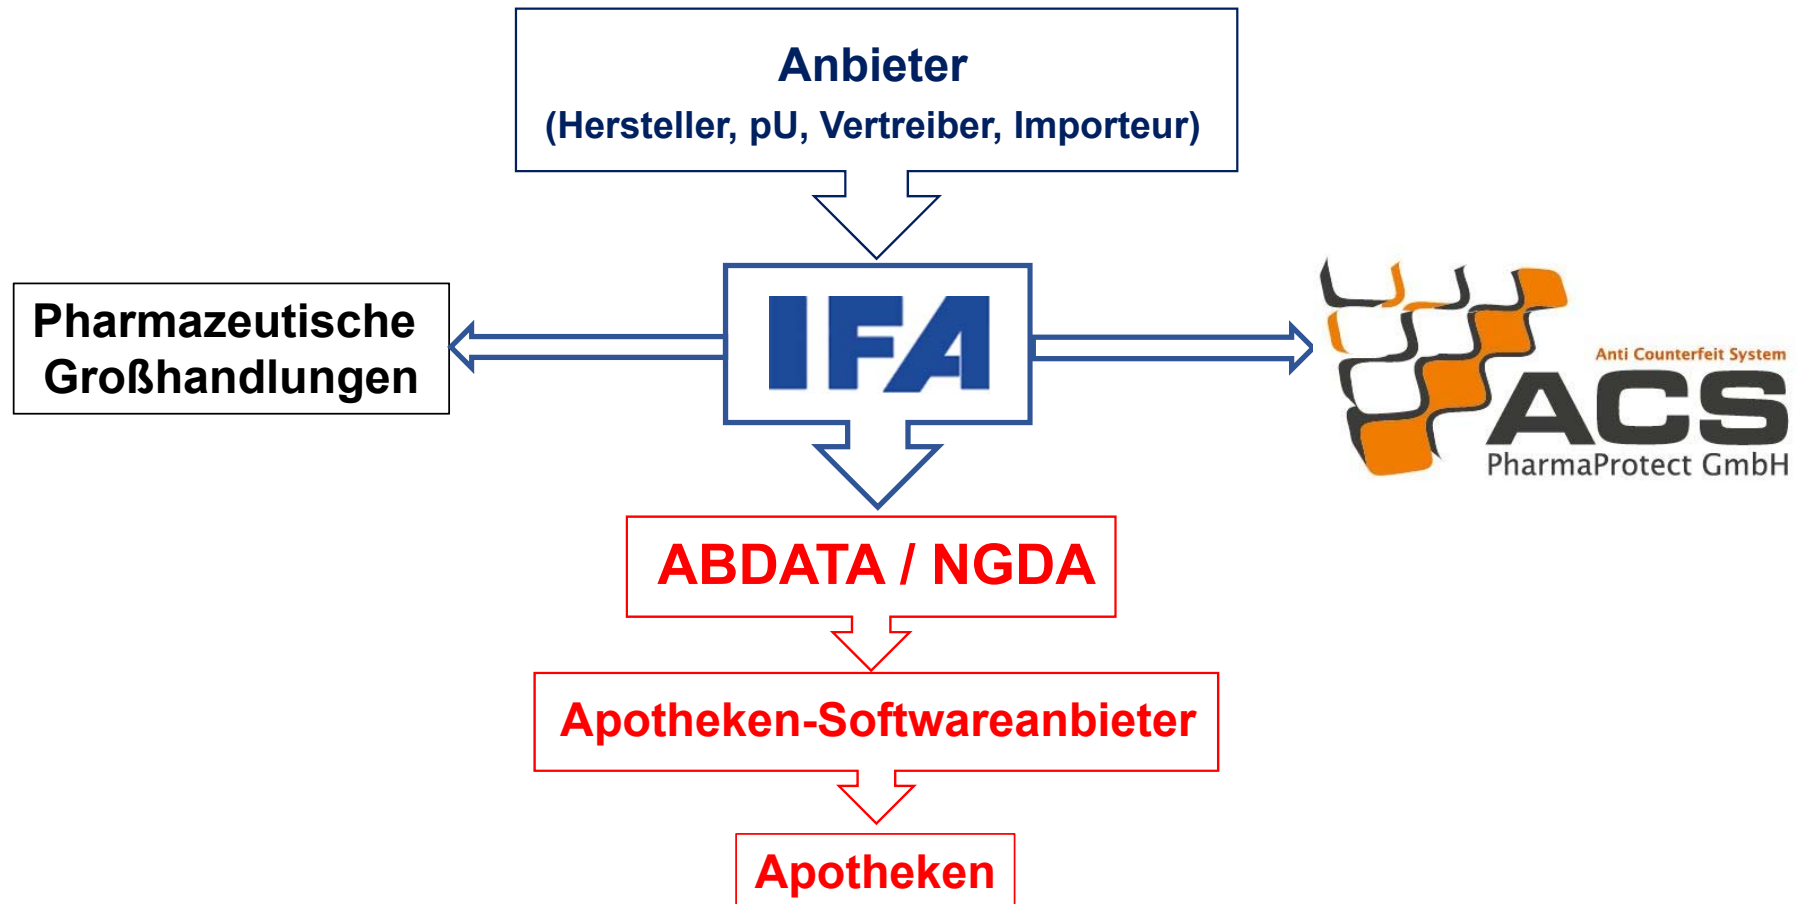 Anbieter
(Hersteller, pU, Vertreiber, Importeur)
Pharmazeutische
Großhandlungen
IFA
Anti Counterfeit System
ACS
PharmaProtect GmbH
ABDATA / NGDA
Apotheken-Softwareanbieter
Apotheken